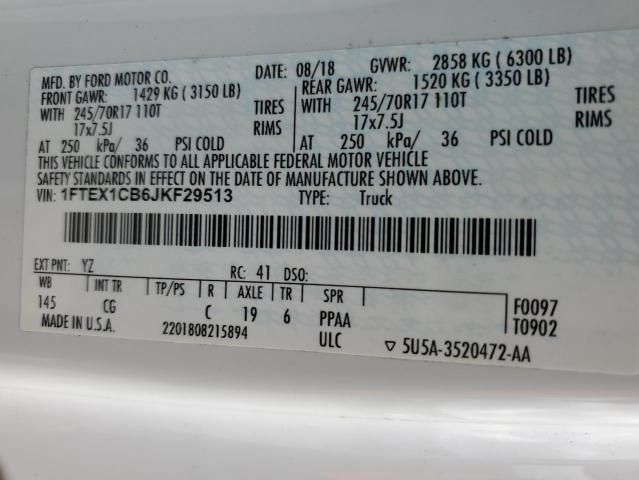 MFD. BY FORD MOTOR CO. DATE: 08/18 GVWR: 2858 KG ( 6300 LB)
FRONT GAWR: 1429 KG ( 3150 LB) REAR GAWR: 1520 KG ( 3350 LB)
WITH 245/70R17 110T TIRES WITH 245/70R17 110T TIRES
17x7.5J RIMS 17x7.5J RIMS
AT 250 kPa/ 36 PSI COLD AT 250 kPa/ 36 PSI COLD
THIS VEHICLE CONFORMS TO ALL APPLICABLE FEDERAL MOTOR VEHICLE
SAFETY STANDARDS IN EFFECT ON THE DATE OF MANUFACTURE SHOWN ABOVE.
VIN: 1FTEX1CB6JKF29513 TYPE: Truck
EXT PNT: YZ RC: 41 DSO:
WB INT TR TP/PS R AXLE TR SPR
145 CG C 19 6 PPAA F0097
MADE IN U.S.A. 2201808215894 ULC T0902
▽ 5U5A-3520472-AA